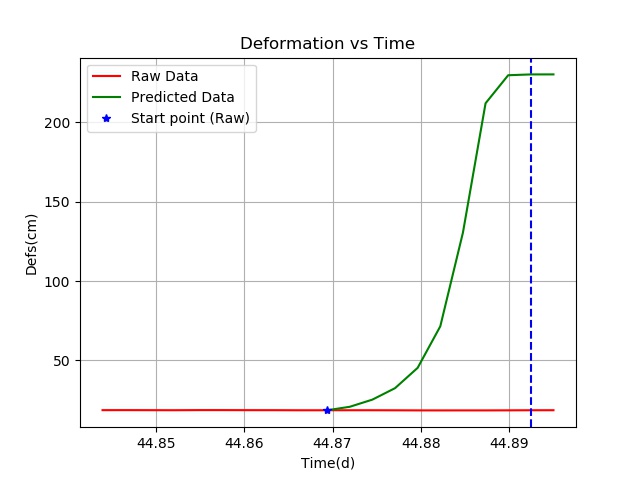 Deformation vs Time
Raw Data
Predicted Data
Start point (Raw)
200
150
100
50
Defs(cm)
44.85 44.86 44.87 44.88 44.89
Time(d)